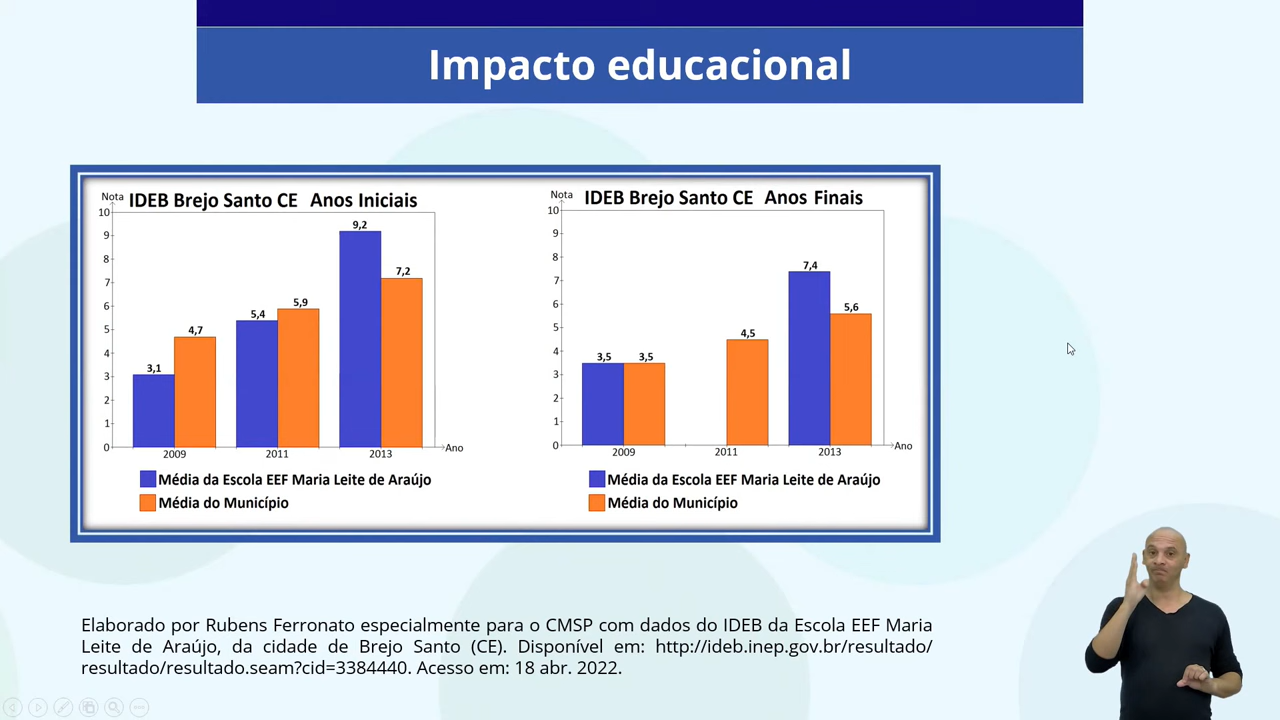 Impacto educacional
Nota
IDEB Brejo Santo CE Anos Iniciais
10
9
8
7
6
5
4
3
2
1
0
3,1
4,7
5,4
5,9
9,2
7,2
2009
2011
2013
Ano
Média da Escola EEF Maria Leite de Araújo
Média do Município
Nota
IDEB Brejo Santo CE Anos Finais
10
9
8
7
6
5
4
3
2
1
0
3,5
3,5
4,5
7,4
5,6
2009
2011
2013
Ano
Média da Escola EEF Maria Leite de Araújo
Média do Município
Elaborado por Rubens Ferronato especialmente para o CMSP com dados do IDEB da Escola EEF Maria
Leite de Araújo, da cidade de Brejo Santo (CE). Disponível em: http://ideb.inep.gov.br/resultado/
resultado/resultado.seam?cid=3384440. Acesso em: 18 abr. 2022.